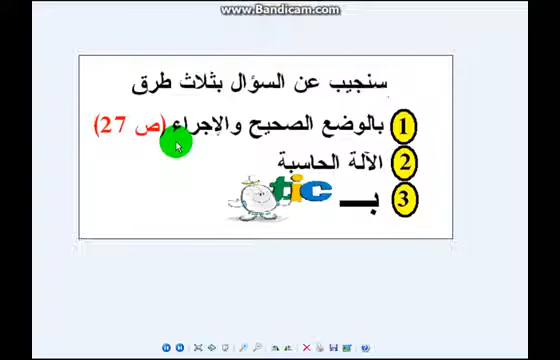 www.Bandicam.com
سنجيب عن السؤال بثلاث طرق
1 بالوضع الصحيح والإجراء (ص 27)
2 الآلة الحاسبة
3 بـ tic